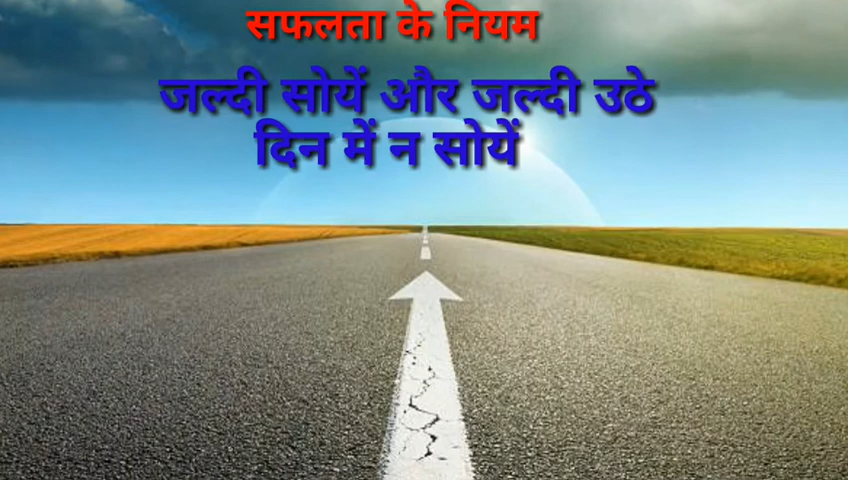 सफलता के नियम
जल्दी सोयें और जल्दी उठे
दिन में न सोयें